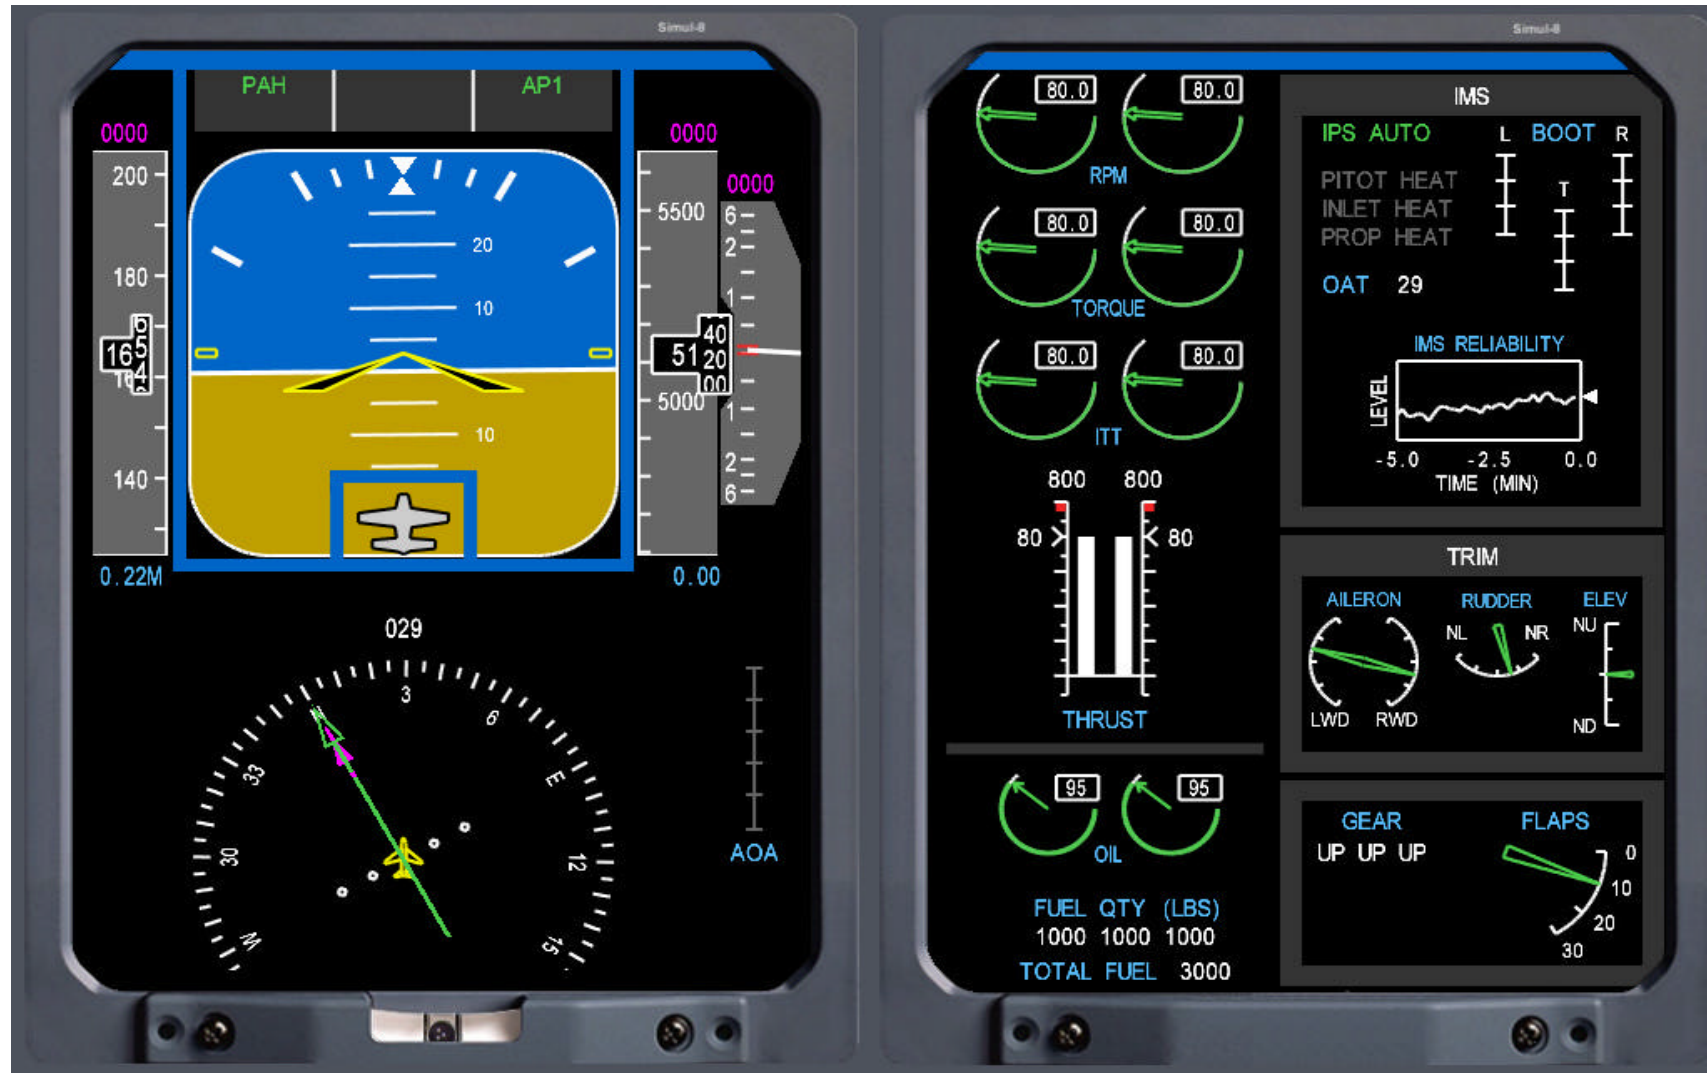 Simul-8
PAH AP1
0000 0000
0000
200
180
160
140
165
4
5500
5000
51
40
20
00
20
10
10
6
2
1
1
2
6
0.22M 0.00
029
3
6
E
12
15
33
30
W
AOA
Simul-8
80.0 80.0
RPM
80.0 80.0
TORQUE
80.0 80.0
ITT
800 800
80 80
THRUST
95 95
OIL
FUEL QTY (LBS)
1000 1000 1000
TOTAL FUEL 3000
IMS
IPS AUTO L BOOT R
PITOT HEAT T
INLET HEAT
PROP HEAT
OAT 29
IMS RELIABILITY
LEVEL
-5.0 -2.5 0.0
TIME (MIN)
TRIM
AILERON RUDDER ELEV
NL NR NU
LWD RWD ND
GEAR FLAPS
UP UP UP 0
10
20
30